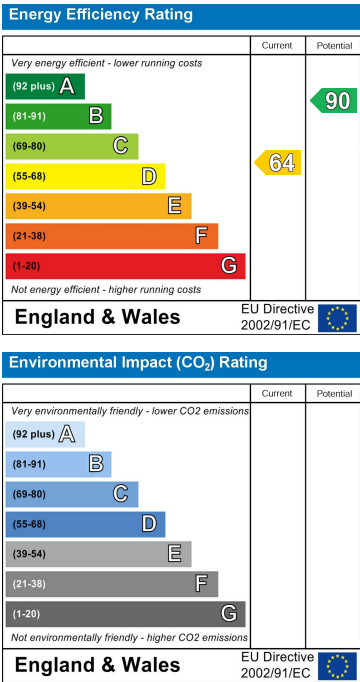 Energy Efficiency Rating
Current Potential
Very energy efficient - lower running costs
(92 plus) A
(81-91) B
(69-80) C
(55-68) D
(39-54) E
(21-38) F
(1-20) G
64
90
Not energy efficient - higher running costs
England & Wales
EU Directive
2002/91/EC
Environmental Impact (CO₂) Rating
Current Potential
Very environmentally friendly - lower CO2 emissions
(92 plus) A
(81-91) B
(69-80) C
(55-68) D
(39-54) E
(21-38) F
(1-20) G
Not environmentally friendly - higher CO2 emissions
England & Wales
EU Directive
2002/91/EC